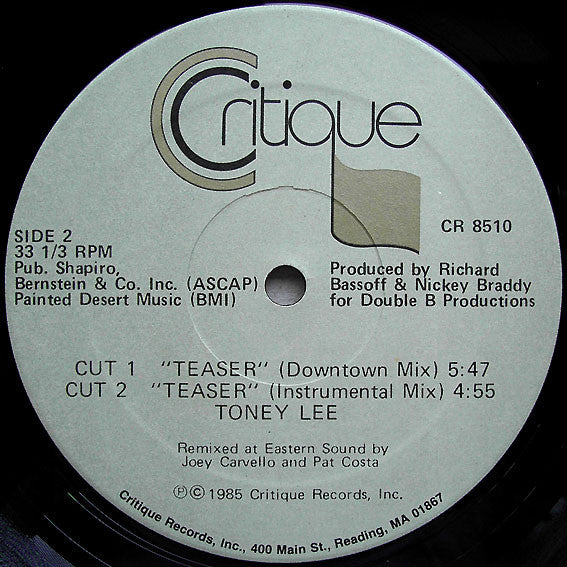 Critique
CR 8510
SIDE 2
33 1/3 RPM
Pub. Shapiro,
Bernstein & Co. Inc. (ASCAP)
Painted Desert Music (BMI)
Produced by Richard
Bassoff & Nickey Braddy
for Double B Productions
CUT 1 "TEASER" (Downtown Mix) 5:47
CUT 2 "TEASER" (Instrumental Mix) 4:55
TONEY LEE
Remixed at Eastern Sound by
Joey Carvello and Pat Costa
℗© 1985 Critique Records, Inc.
Critique Records, Inc., 400 Main St., Reading, MA 01867